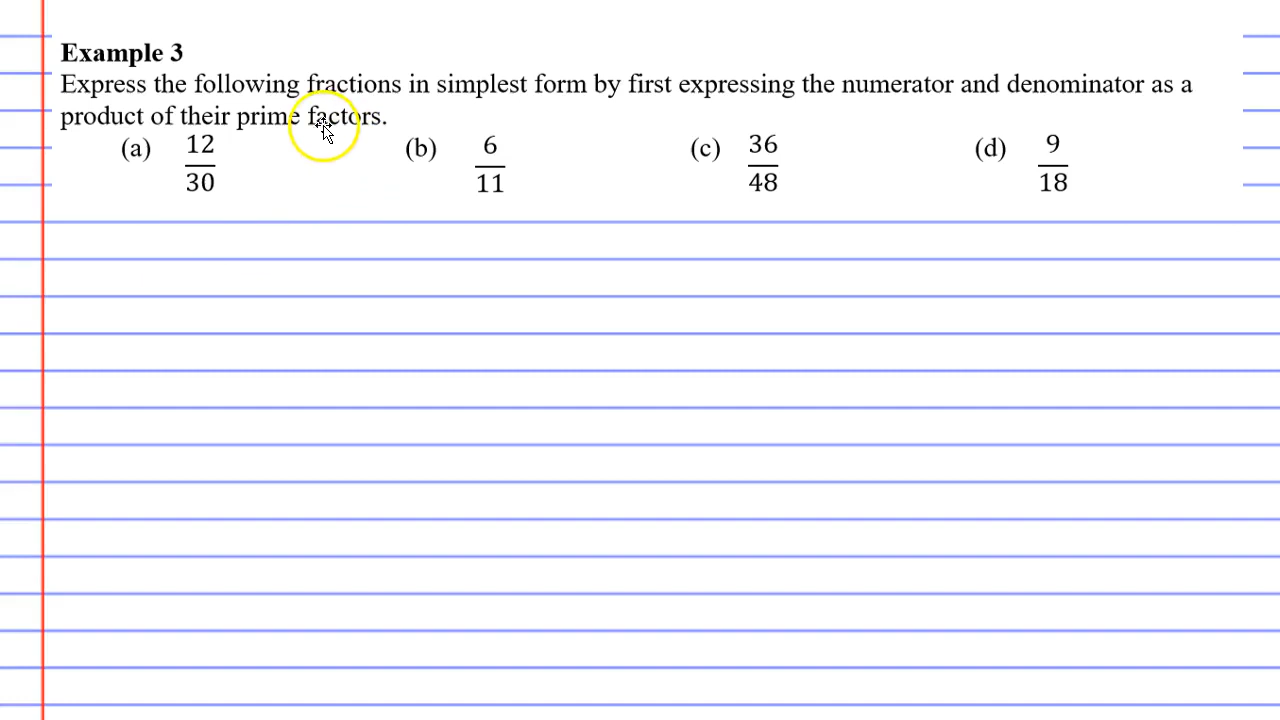 Example 3
Express the following fractions in simplest form by first expressing the numerator and denominator as a
product of their prime factors.
(a) 12/30 (b) 6/11 (c) 36/48 (d) 9/18